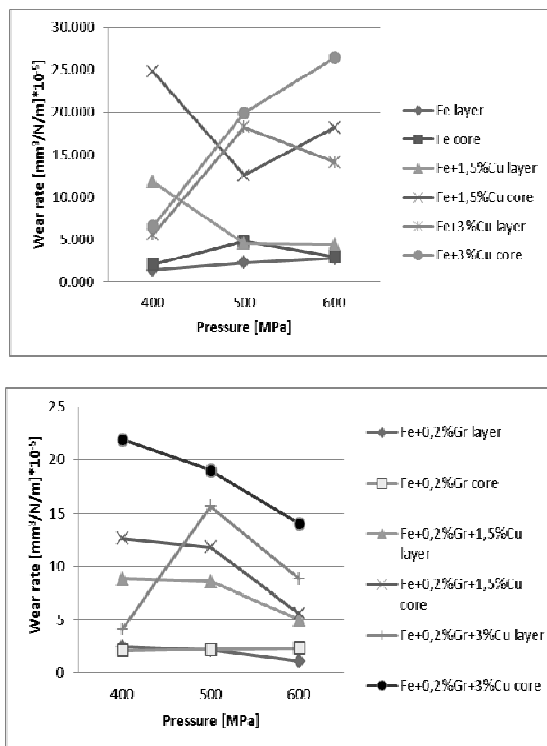 30.000
25.000
20.000
15.000
10.000
5.000
0.000
Wear rate [mm³/N/m]*10⁻⁵
400
500
600
Pressure [MPa]
Fe layer
Fe core
Fe+1,5%Cu layer
Fe+1,5%Cu core
Fe+3%Cu layer
Fe+3%Cu core
25
20
15
10
5
0
Wear rate [mm³/N/m]*10⁻⁵
400
500
600
Pressure [MPa]
Fe+0,2%Gr layer
Fe+0,2%Gr core
Fe+0,2%Gr+1,5%Cu
layer
Fe+0,2%Gr+1,5%Cu
core
Fe+0,2%Gr+3%Cu layer
Fe+0,2%Gr+3%Cu core